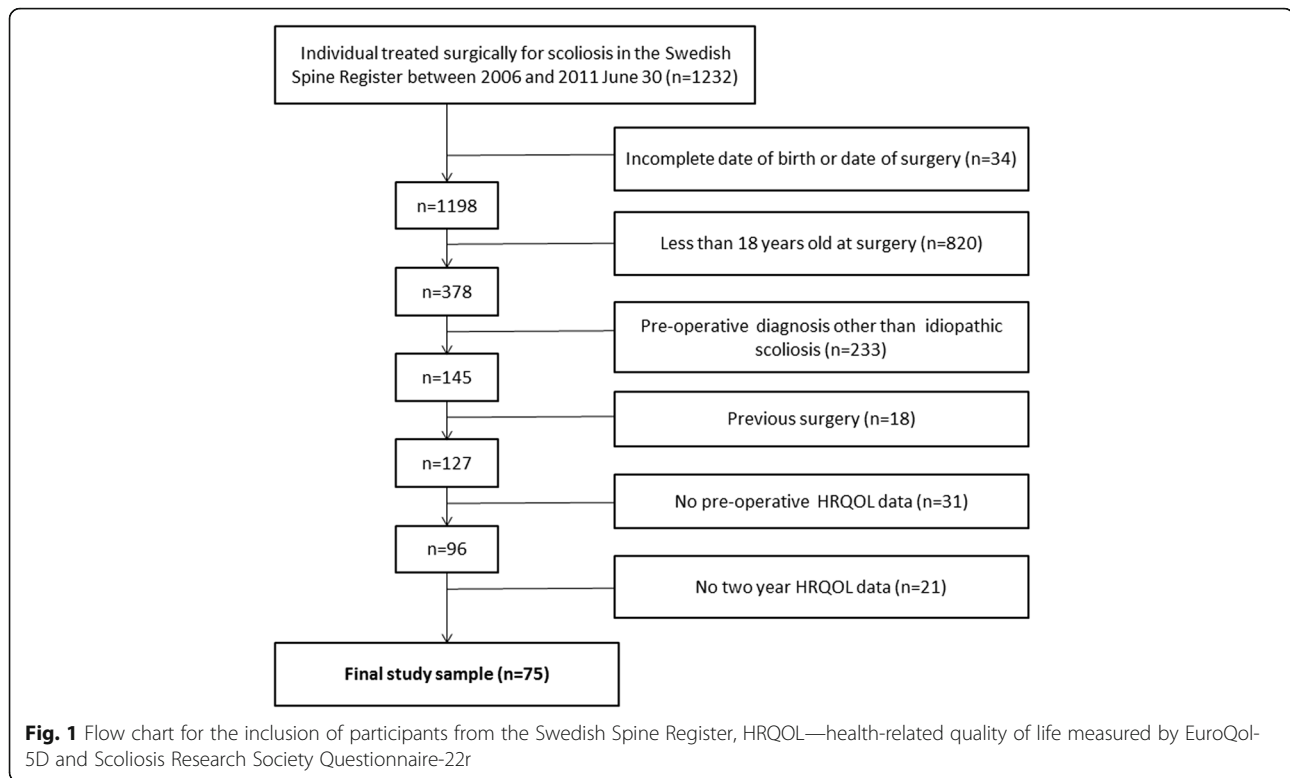 Individual treated surgically for scoliosis in the Swedish
Spine Register between 2006 and 2011 June 30 (n=1232)
Incomplete date of birth or date of surgery (n=34)
n=1198
Less than 18 years old at surgery (n=820)
n=378
Pre-operative diagnosis other than idiopathic
scoliosis (n=233)
n=145
Previous surgery (n=18)
n=127
No pre-operative HRQOL data (n=31)
n=96
No two year HRQOL data (n=21)
Final study sample (n=75)
Fig. 1 Flow chart for the inclusion of participants from the Swedish Spine Register, HRQOL—health-related quality of life measured by EuroQol-
5D and Scoliosis Research Society Questionnaire-22r